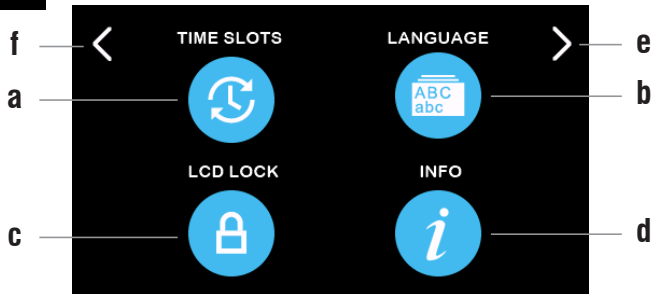 f e
TIME SLOTS LANGUAGE
a b
ABC
abc
LCD LOCK INFO
c d
i